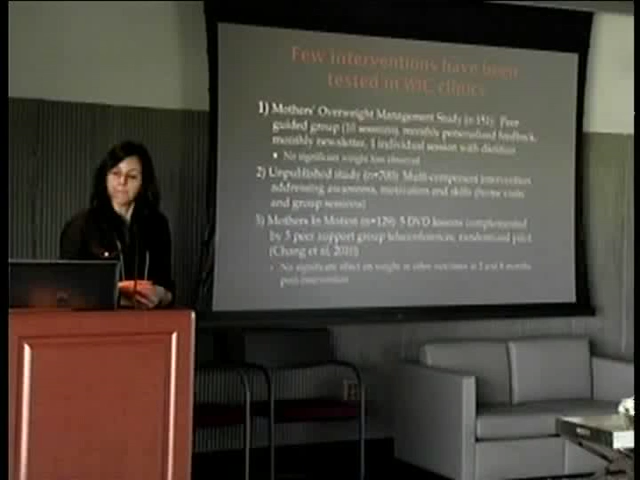 Few interventions have been
tested in WIC clinics
1) Mothers' Overweight Management Study Peer
guided group (10 sessions), monthly personalized feedback,
monthly newsletter, 1 individual session with dietitian
• No significant weight loss observed
2) Unpublished study (n=700) Multi-component intervention
addressing awareness, motivation and skills
and group sessions)
3) Mothers In Motion (n=129) 5 DVD lessons complemented
by 5 peer support group teleconferences, randomized pilot
(Chang et al, 2010)
No significant effect on weight or other outcomes at 2 and 8 months
post-intervention